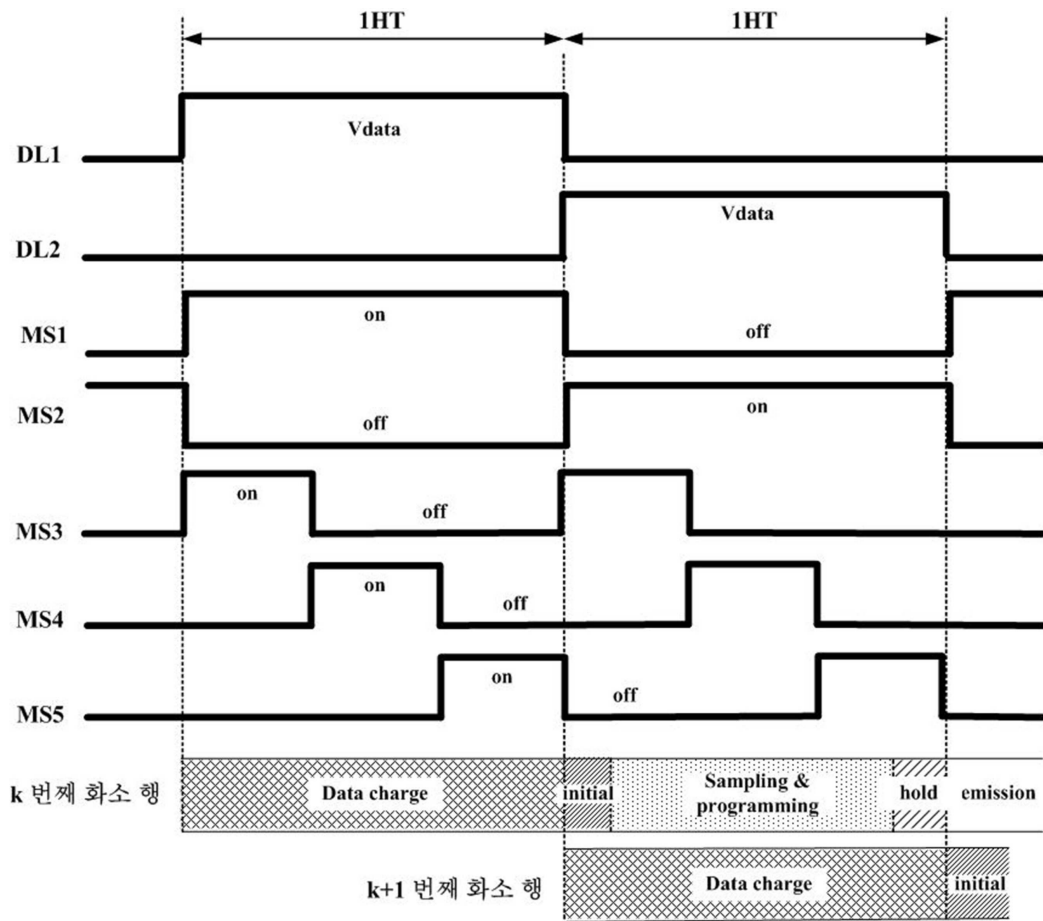 1HT 1HT
DL1 Vdata
DL2 Vdata
MS1 on off
MS2 off on
MS3 on off
MS4 on off
MS5 on off
k 번째 화소 행 Data charge initial Sampling & programming hold emission
k+1 번째 화소 행 Data charge initial